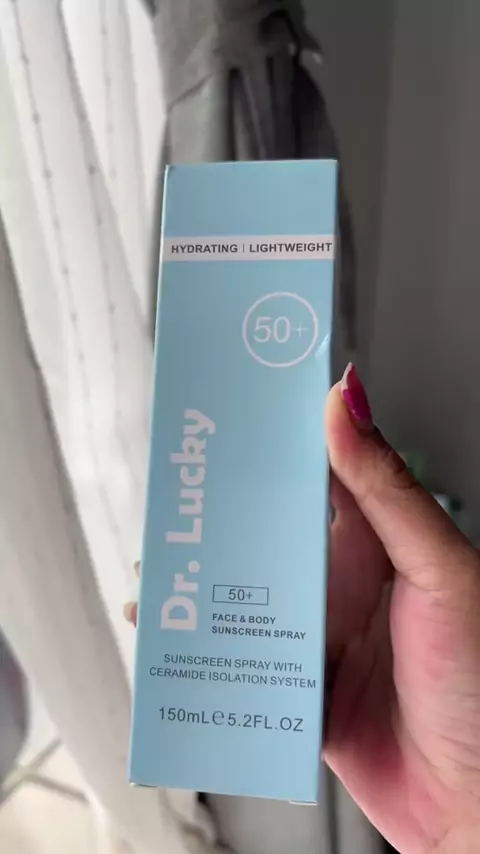 HYDRATING | LIGHTWEIGHT
50+
Dr. Lucky
50+
FACE & BODY
SUNSCREEN SPRAY
SUNSCREEN SPRAY WITH
CERAMIDE ISOLATION SYSTEM
150mL℮5.2FL.OZ